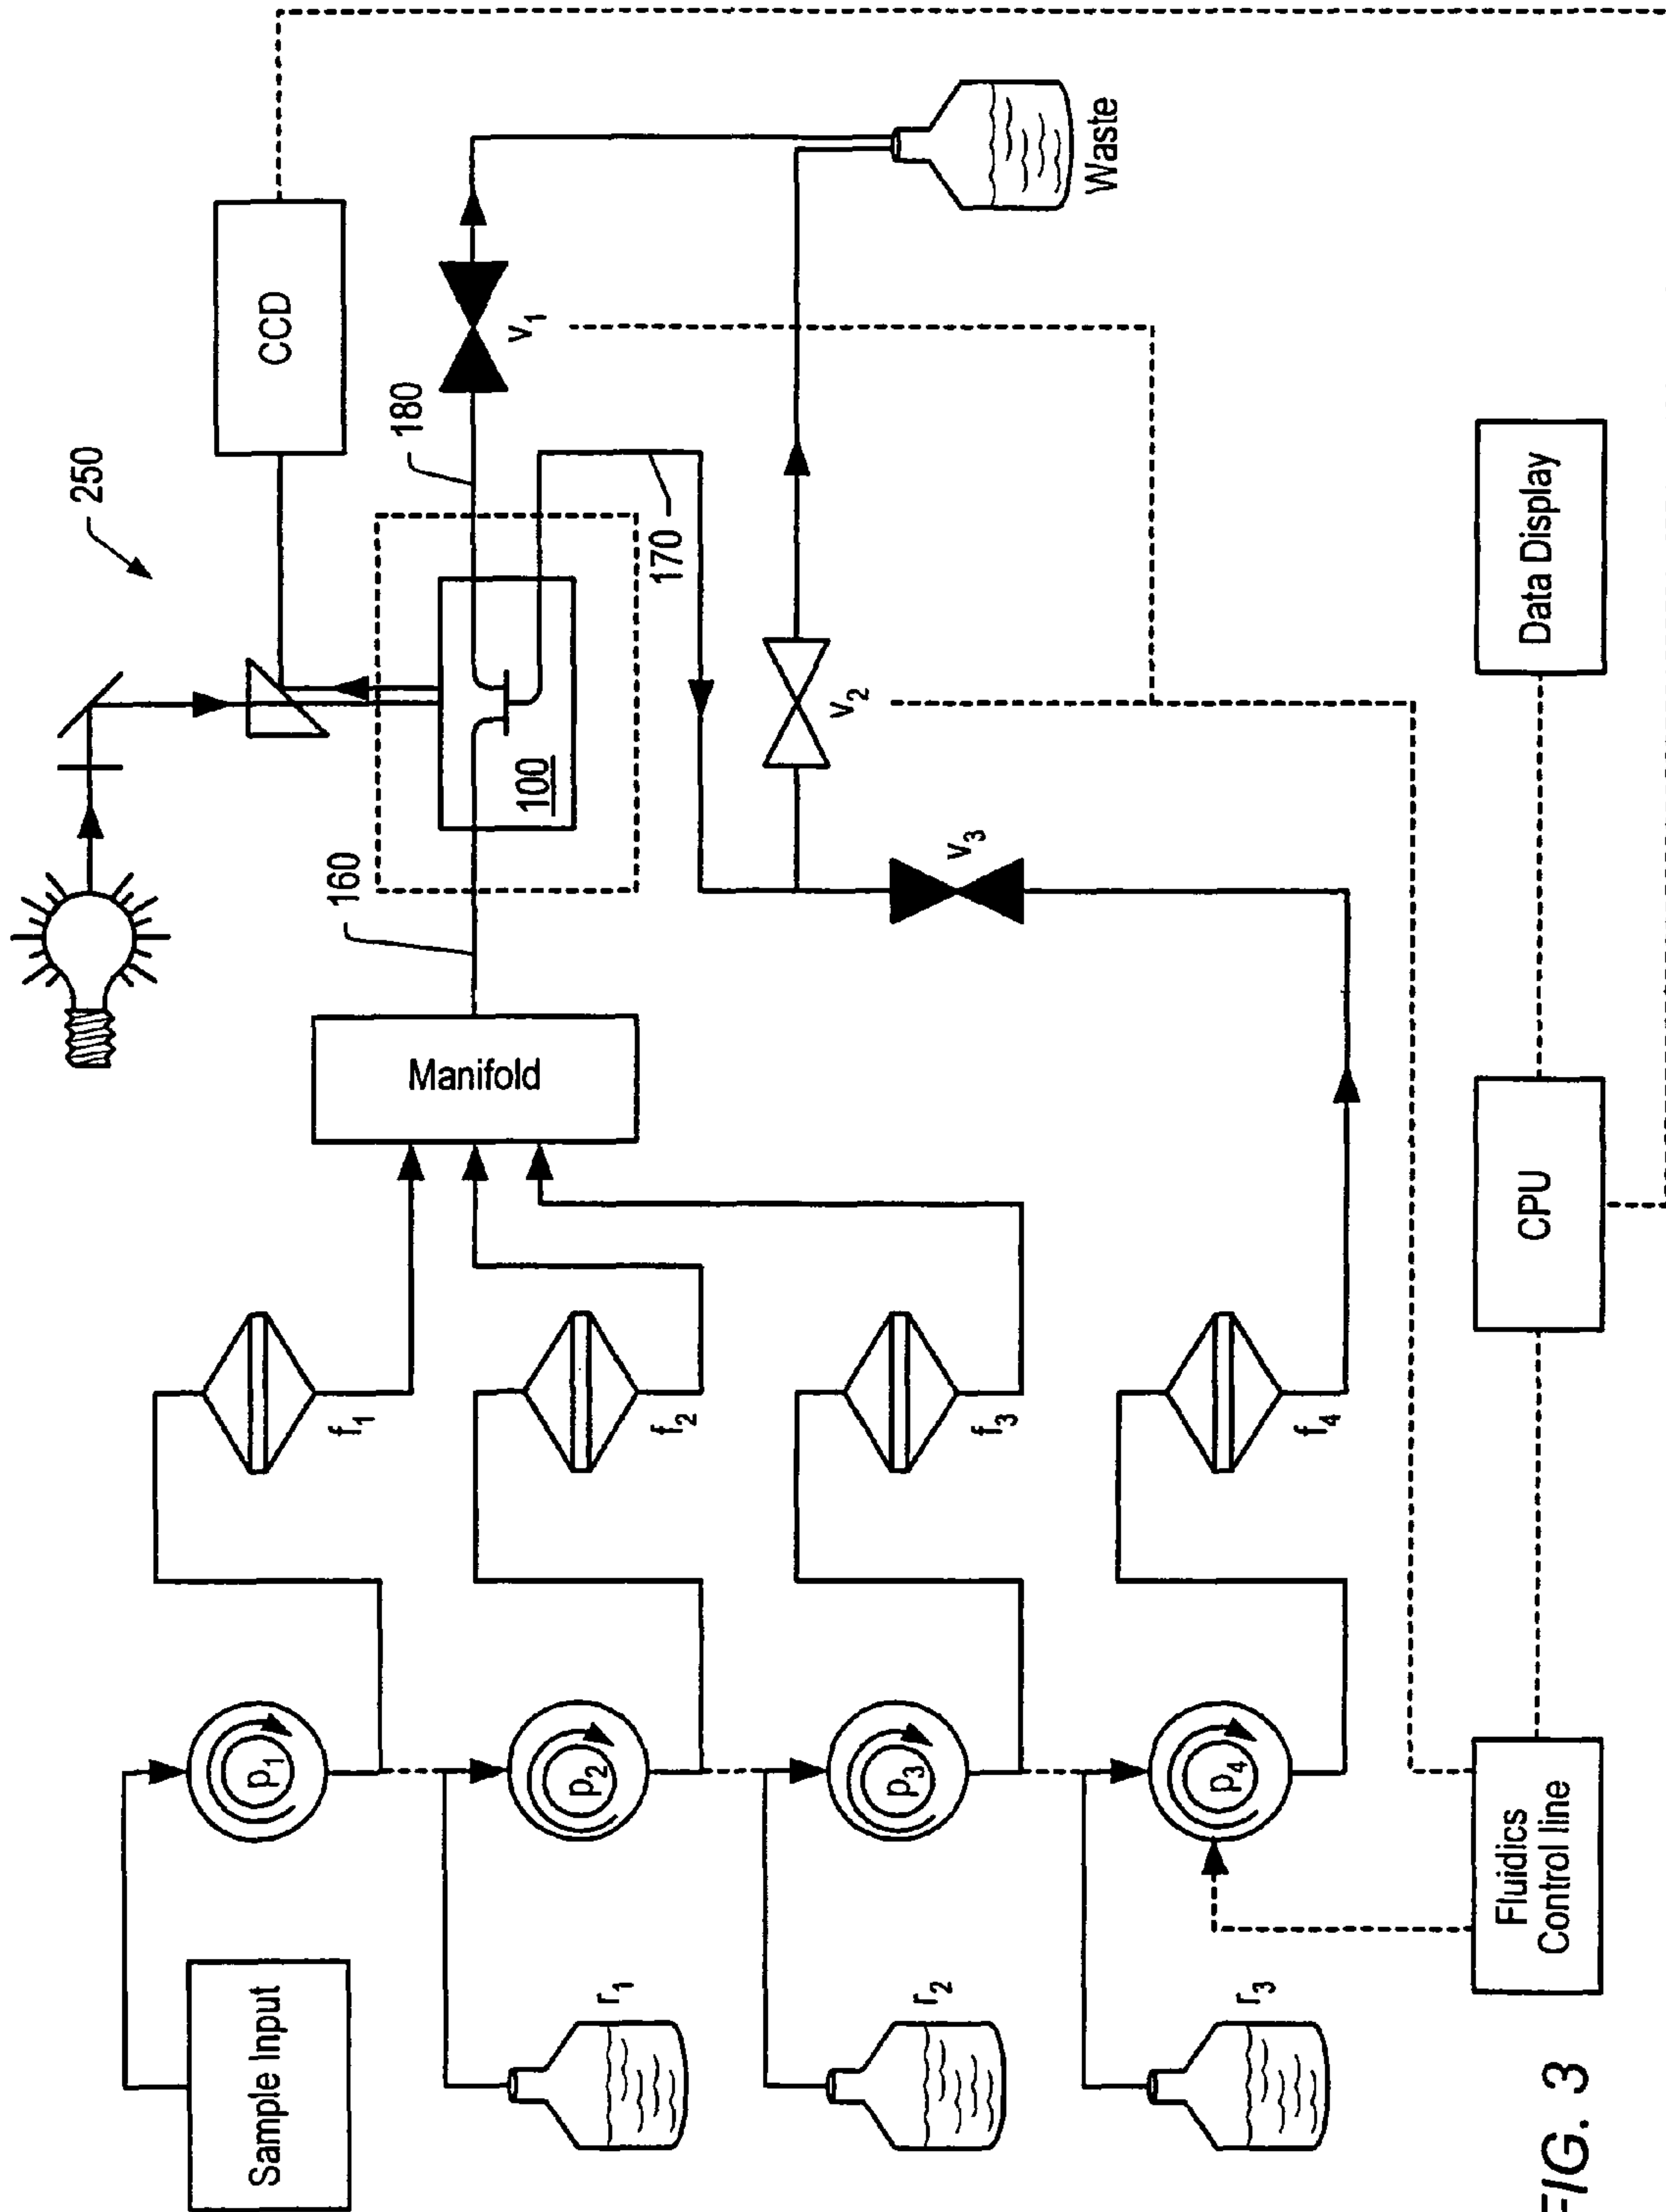 250
CCD
180
V₁
100
160
170
Manifold
V₂
V₃
Waste
Sample Input
p₁
f₁
r₁
p₂
f₂
r₂
p₃
f₃
r₃
p₄
f₄
Fluidics
Control line
CPU
Data Display
FIG. 3